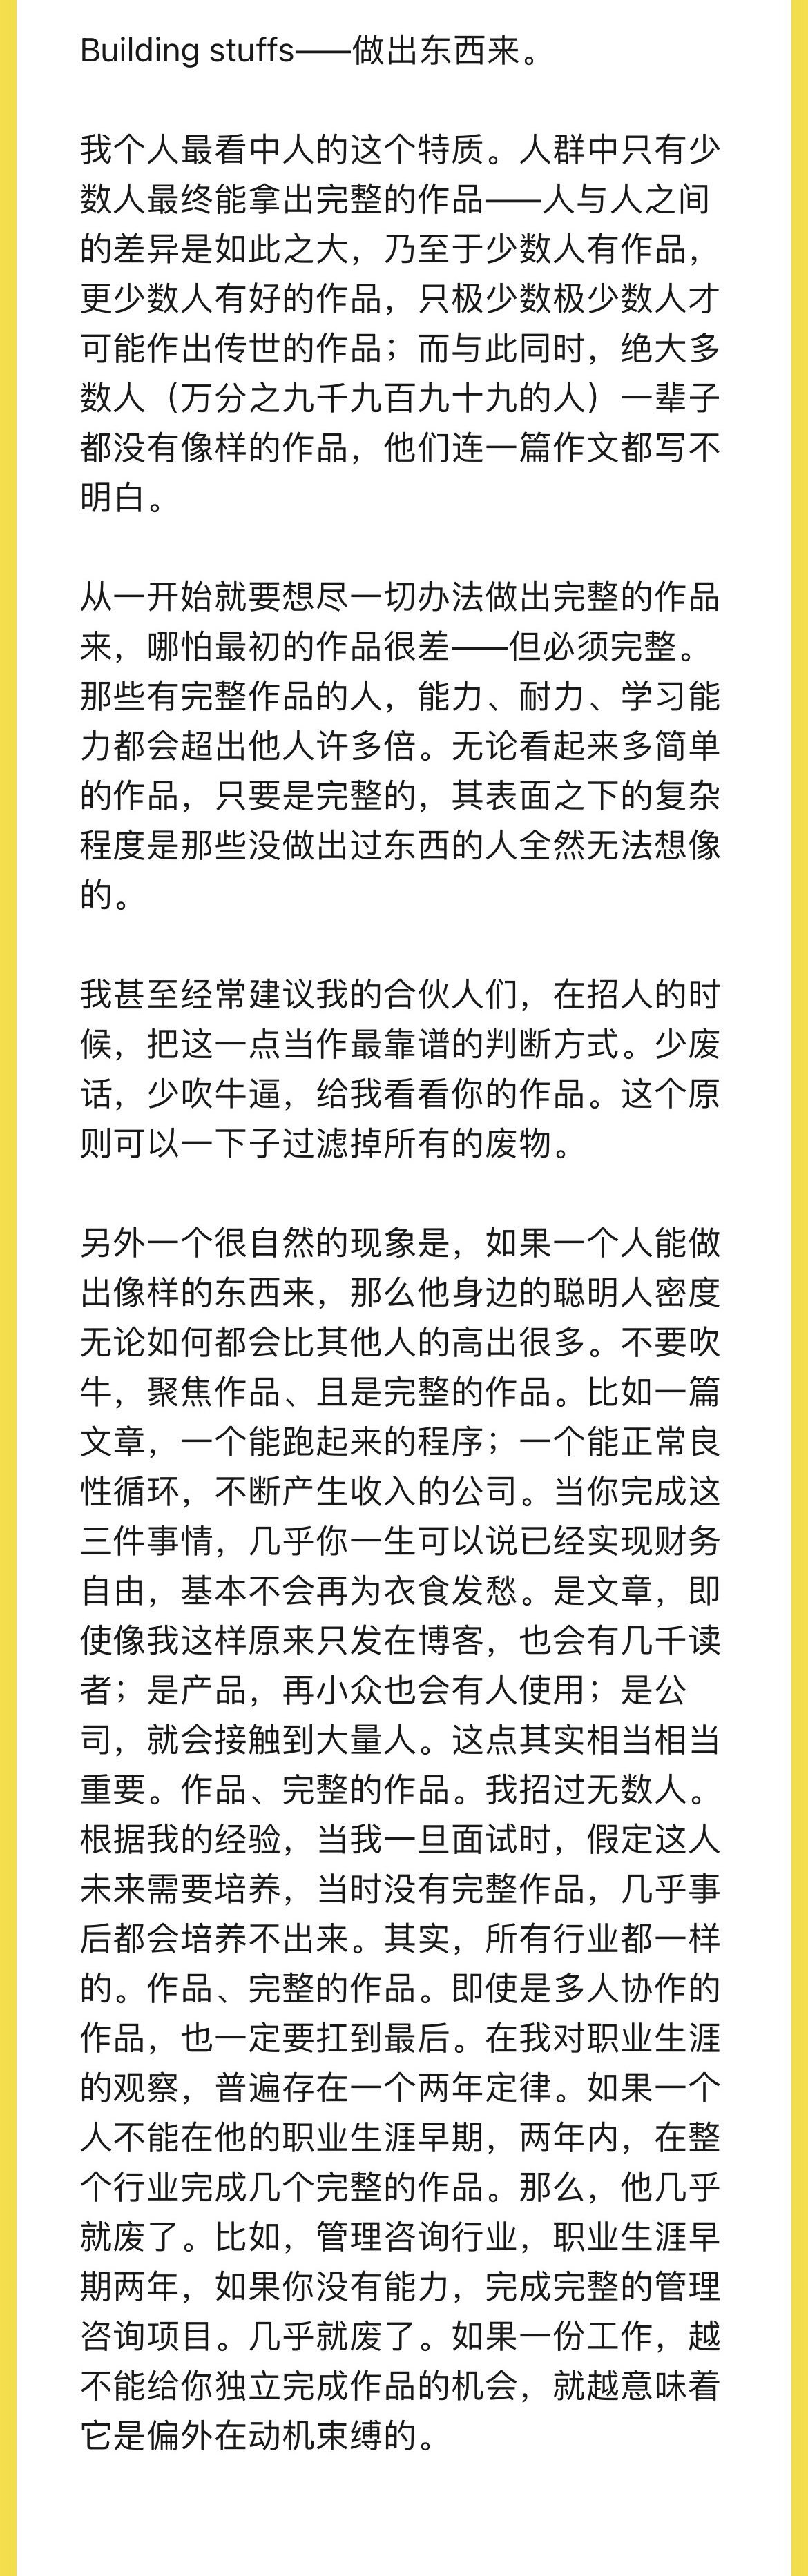 Building stuffs——做出东西来。
我个人最看中人的这个特质。人群中只有少
数人最终能拿出完整的作品——人与人之间
的差异是如此之大，乃至于少数人有作品，
更少数人有好的作品，只极少数极少数人才
可能作出传世的作品；而与此同时，绝大多
数人（万分之九千九百九十九的人）一辈子
都没有像样的作品，他们连一篇作文都写不
明白。
从一开始就要想尽一切办法做出完整的作品
来，哪怕最初的作品很差——但必须完整。
那些有完整作品的人，能力、耐力、学习能
力都会超出他人许多倍。无论看起来多简单
的作品，只要是完整的，其表面之下的复杂
程度是那些没做出过东西的人全然无法想像
的。
我甚至经常建议我的合伙人们，在招人的时
候，把这一点当作最靠谱的判断方式。少废
话，少吹牛逼，给我看看你的作品。这个原
则可以一下子过滤掉所有的废物。
另外一个很自然的现象是，如果一个人能做
出像样的东西来，那么他身边的聪明人密度
无论如何都会比其他人的高出很多。不要吹
牛，聚焦作品、且是完整的作品。比如一篇
文章，一个能跑起来的程序；一个能正常良
性循环，不断产生收入的公司。当你完成这
三件事情，几乎你一生可以说已经实现财务
自由，基本不会再为衣食发愁。是文章，即
使像我这样原来只发在博客，也会有几千读
者；是产品，再小众也会有人使用；是公
司，就会接触到大量人。这点其实相当相当
重要。作品、完整的作品。我招过无数人。
根据我的经验，当我一旦面试时，假定这人
未来需要培养，当时没有完整作品，几乎事
后都会培养不出来。其实，所有行业都一样
的。作品、完整的作品。即使是多人协作的
作品，也一定要扛到最后。在我对职业生涯
的观察，普遍存在一个两年定律。如果一个
人不能在他的职业生涯早期，两年内，在整
个行业完成几个完整的作品。那么，他几乎
就废了。比如，管理咨询行业，职业生涯早
期两年，如果你没有能力，完成完整的管理
咨询项目。几乎就废了。如果一份工作，越
不能给你独立完成作品的机会，就越意味着
它是偏外在动机束缚的。